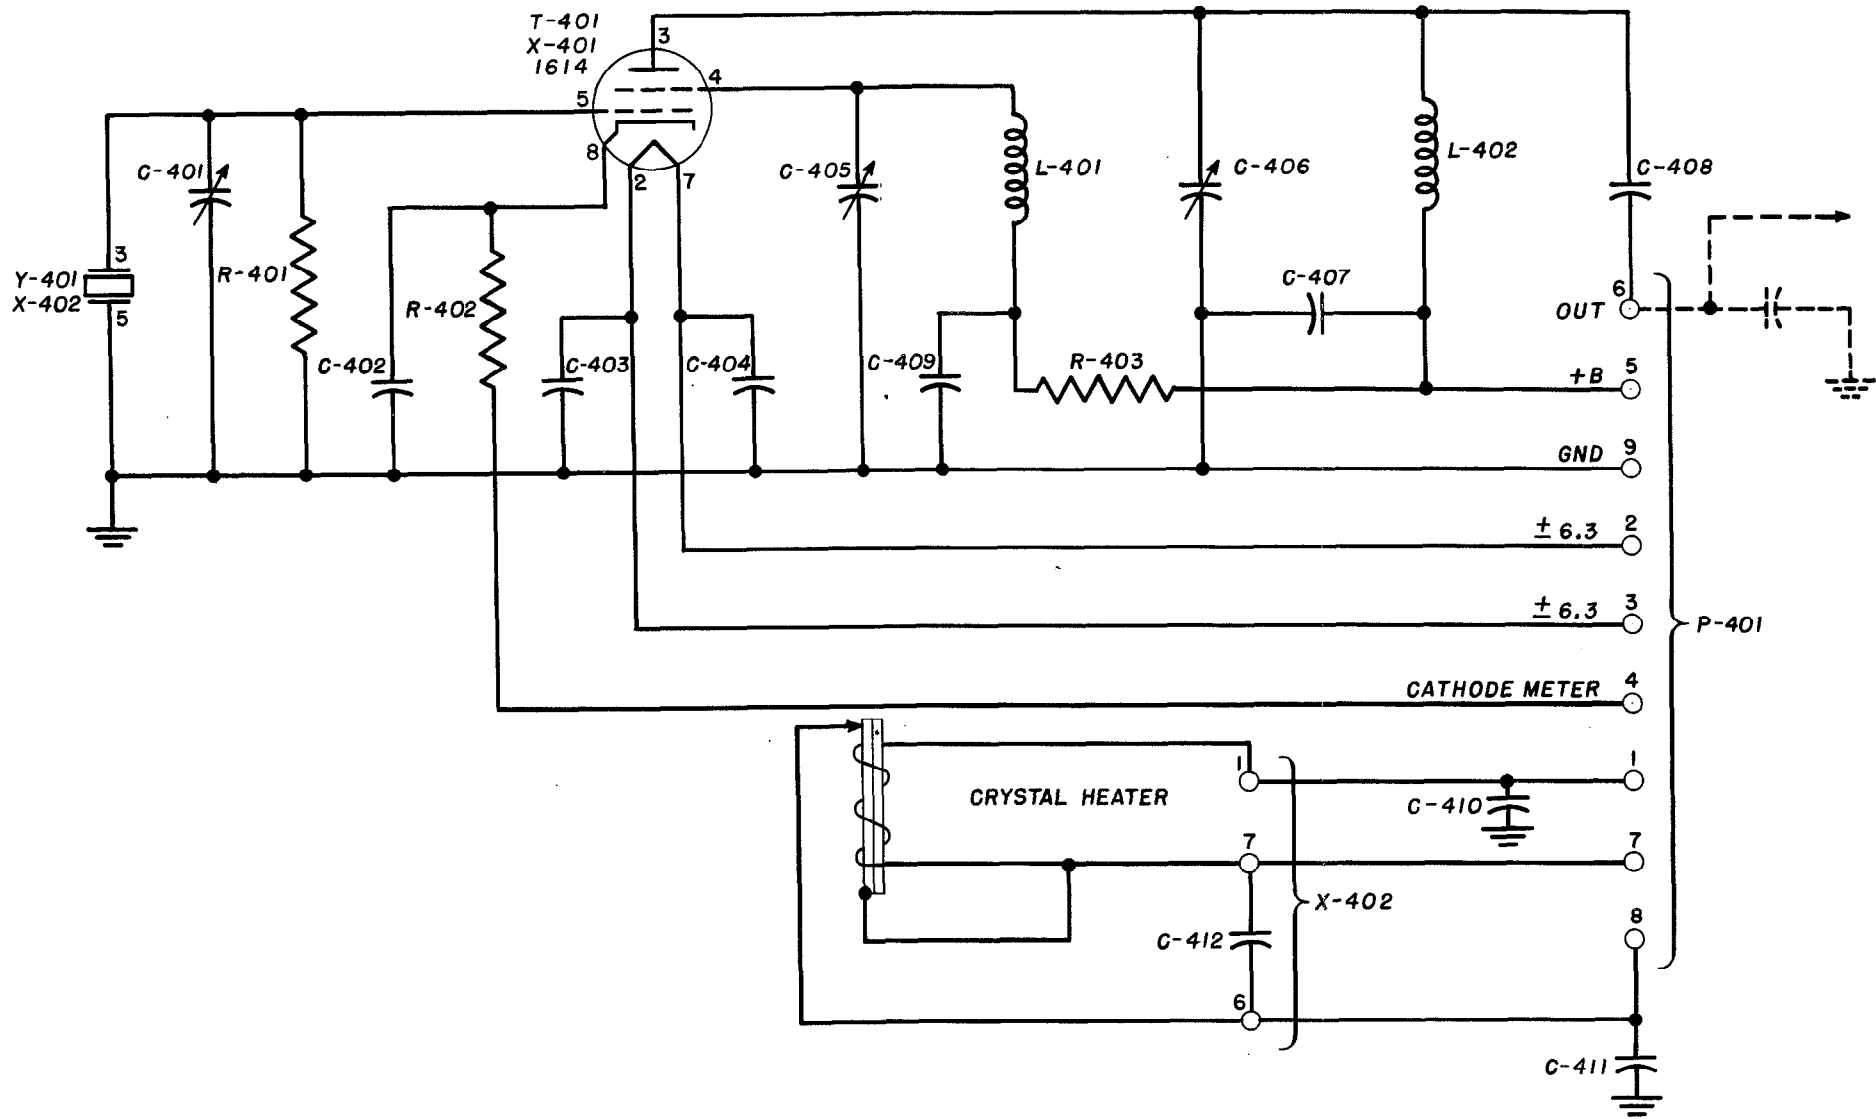 T-401
X-401
1614
3
4
5
8
2
7
C-401
R-401
Y-401
X-402
3
5
R-402
C-402
C-403
C-404
C-405
L-401
C-409
R-403
C-406
L-402
C-407
C-408
OUT 6
+B 5
GND 9
± 6.3 2
± 6.3 3
CATHODE METER 4
P-401
CRYSTAL HEATER
1
C-410
1
7
7
X-402
C-412
8
6
C-411